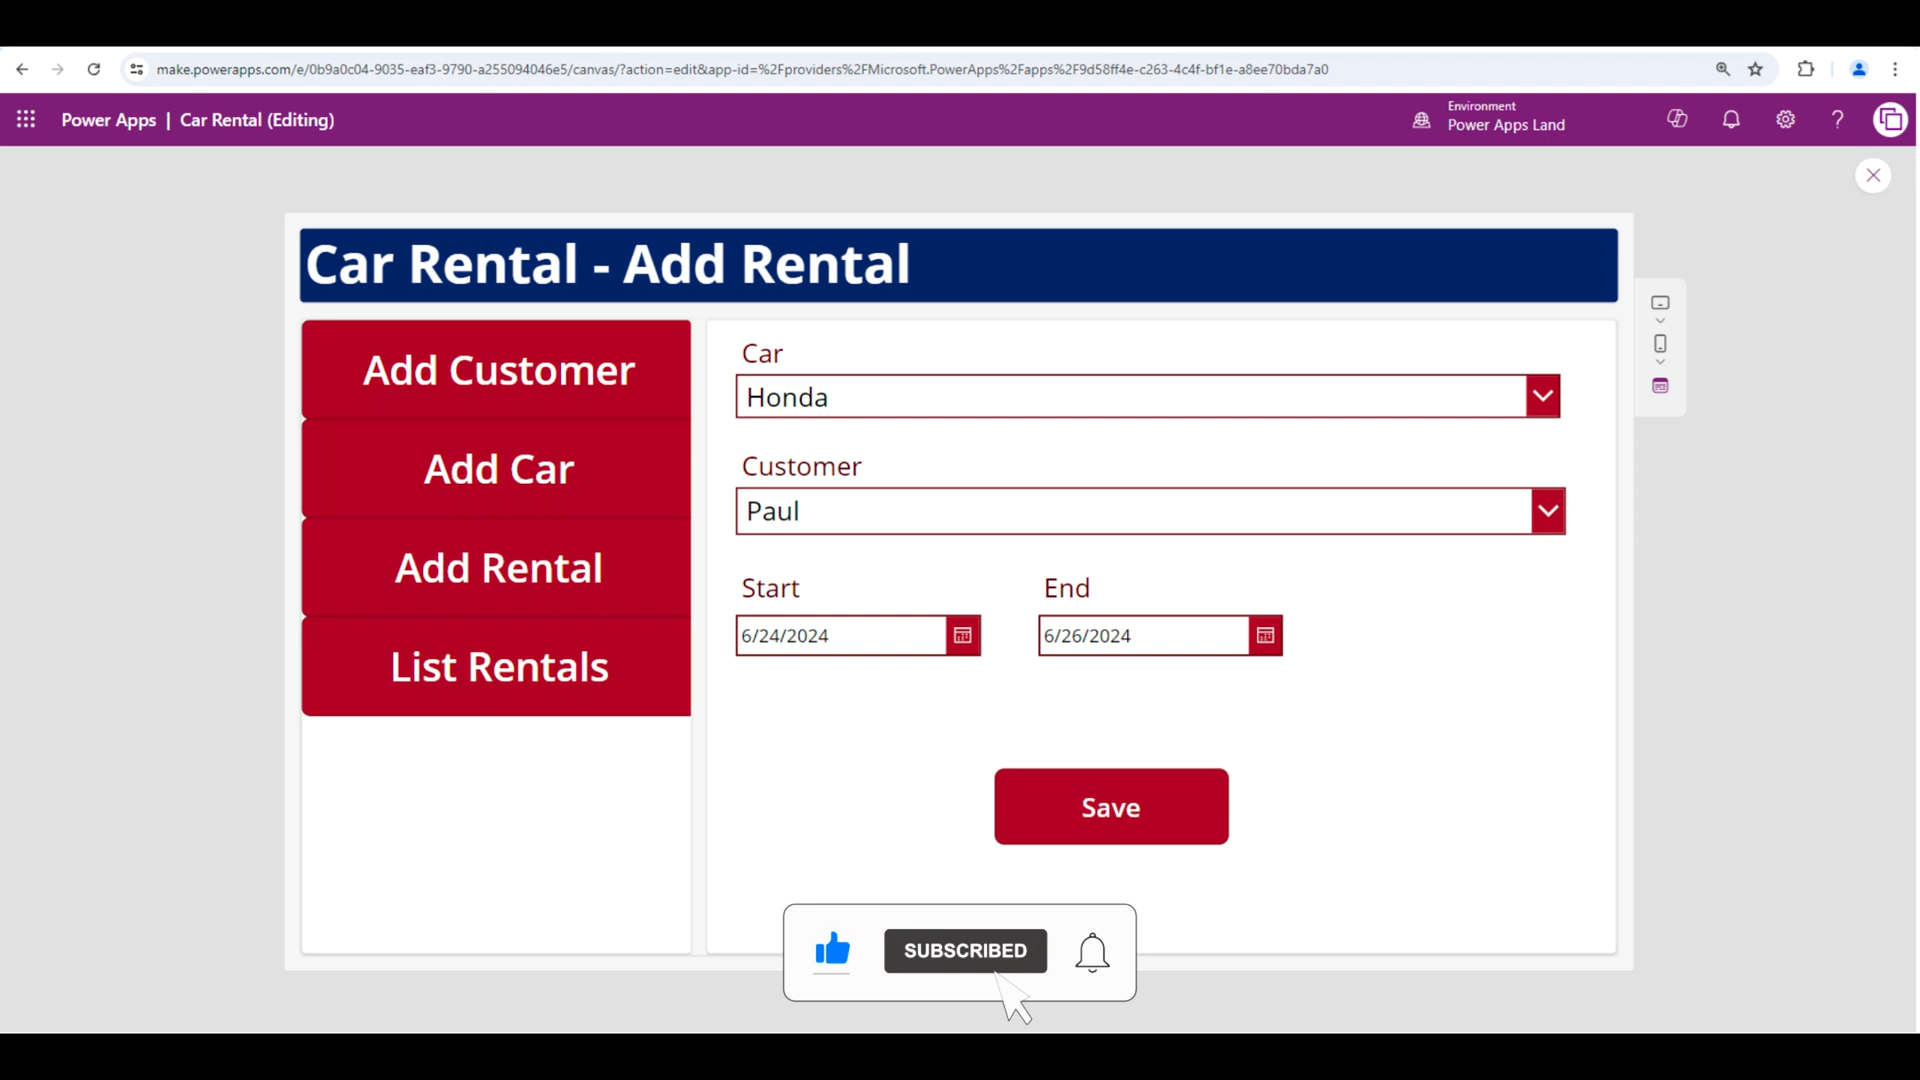 make.powerapps.com/e/0b9a0c04-9035-eaf3-9790-a255094046e5/canvas/?action=edit&app-id=%2Fproviders%2FMicrosoft.PowerApps%2Fapps%2F9d58ff4e-c263-4c4f-bf1e-a8ee70bda7a0
Power Apps | Car Rental (Editing)
Environment
Power Apps Land
Car Rental - Add Rental
Add Customer
Add Car
Add Rental
List Rentals
Car
Honda
Customer
Paul
Start
End
6/24/2024
6/26/2024
Save
SUBSCRIBED